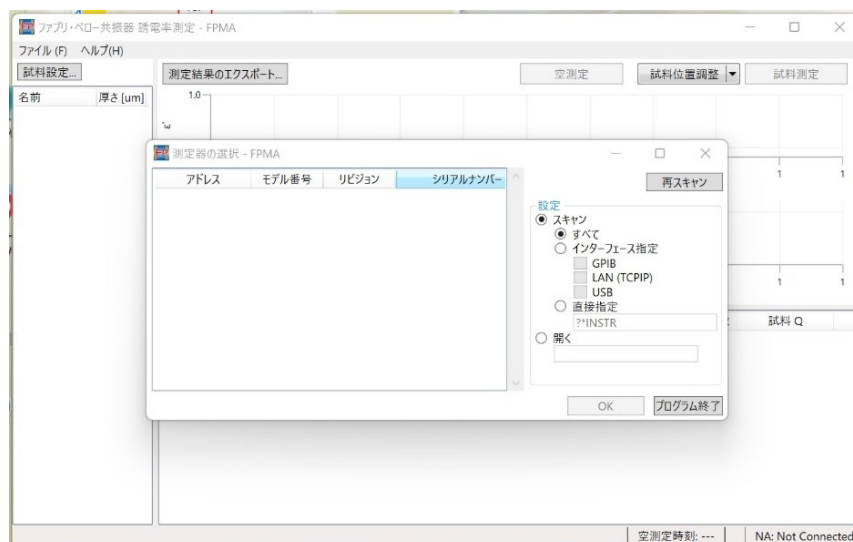 ファブリ・ペロー共振器 誘電率測定 - FPMA
ファイル (F) ヘルプ(H)
試料設定... 測定結果のエクスポート... 空測定 試料位置調整 試料測定
名前 厚さ [um]
1.0
測定器の選択 - FPMA
アドレス モデル番号 リビジョン シリアルナンバー
再スキャン
設定
スキャン
すべて
インターフェース指定
GPIB
LAN (TCPIP)
USB
直接指定
?*INSTR
開く
OK プログラム終了
1 1
1 1
試料 Q
空測定時刻: --- NA: Not Connected